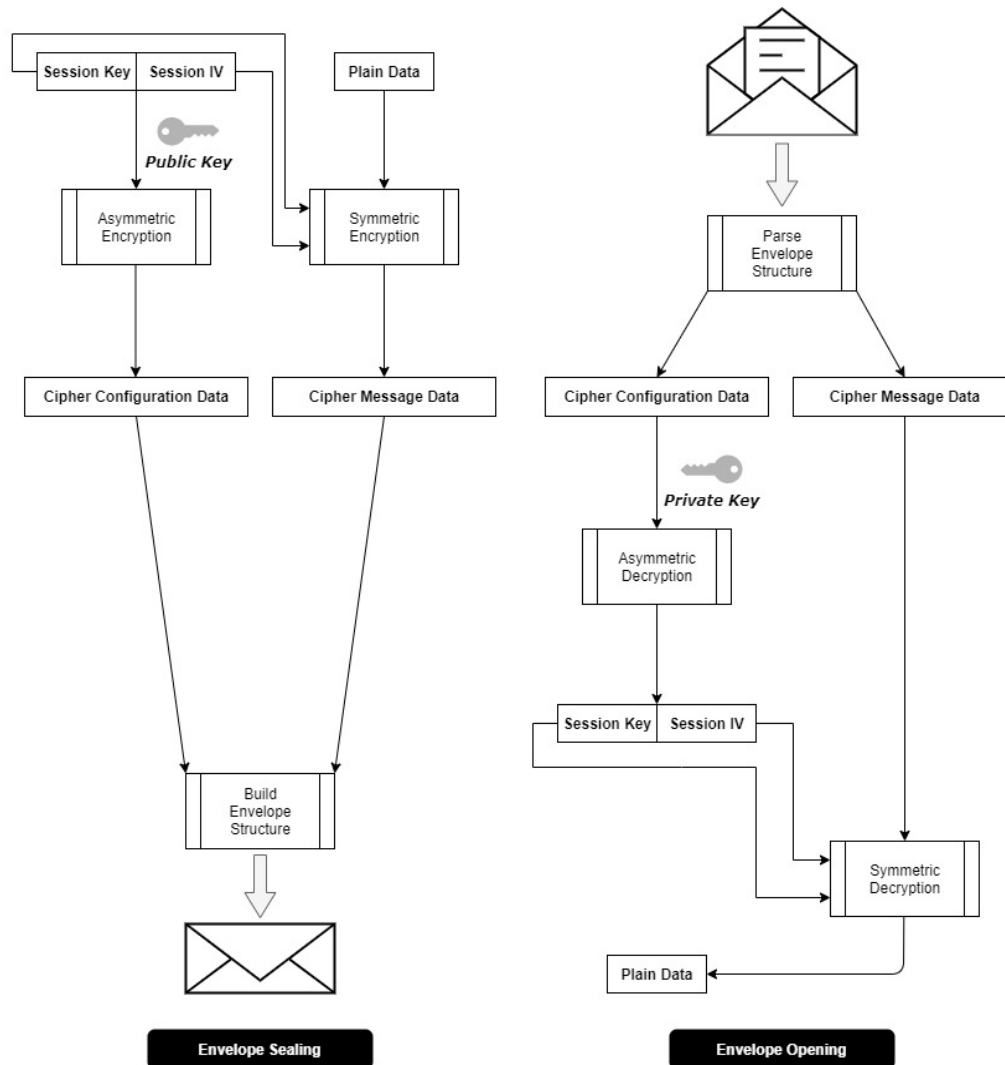 Session Key
Session IV
Plain Data
Public Key
Asymmetric
Encryption
Symmetric
Encryption
Cipher Configuration Data
Cipher Message Data
Build
Envelope
Structure
Envelope Sealing
Parse
Envelope
Structure
Cipher Configuration Data
Cipher Message Data
Private Key
Asymmetric
Decryption
Session Key
Session IV
Symmetric
Decryption
Plain Data
Envelope Opening